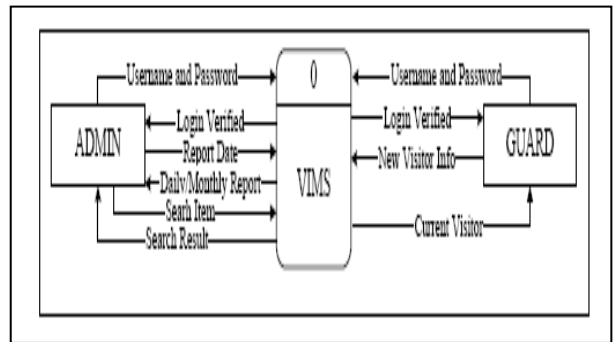 Username and Password
0
Username and Password
Login Verified
Login Verified
ADMIN
Report Date
VIMS
New Visitor Info
GUARD
Daily/Monthly Report
Searh Item
Current Visitor
Search Result